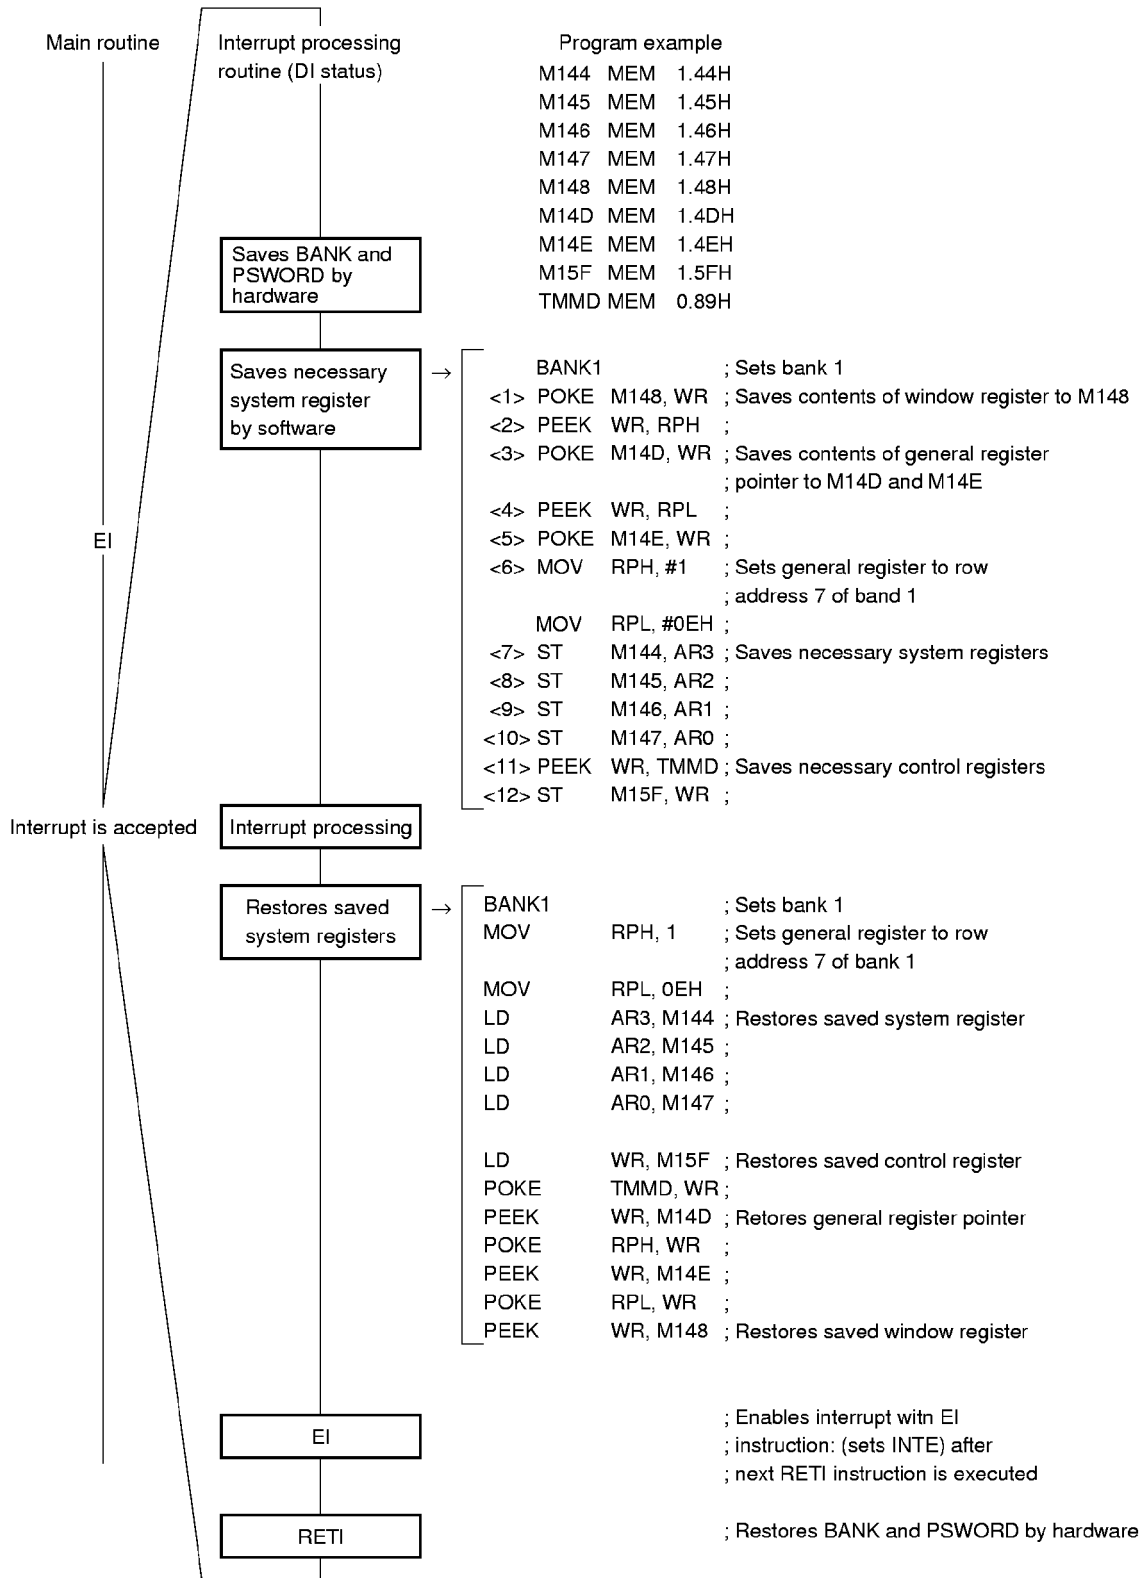 Main routine
Interrupt processing
routine (DI status)
Program example
M144 MEM 1.44H
M145 MEM 1.45H
M146 MEM 1.46H
M147 MEM 1.47H
M148 MEM 1.48H
M14D MEM 1.4DH
M14E MEM 1.4EH
M15F MEM 1.5FH
TMMD MEM 0.89H
Saves BANK and
PSWORD by
hardware
Saves necessary
system register
by software
→
BANK1 ; Sets bank 1
<1> POKE M148, WR ; Saves contents of window register to M148
<2> PEEK WR, RPH ;
<3> POKE M14D, WR ; Saves contents of general register
; pointer to M14D and M14E
<4> PEEK WR, RPL ;
<5> POKE M14E, WR ;
<6> MOV RPH, #1 ; Sets general register to row
; address 7 of band 1
MOV RPL, #0EH ;
<7> ST M144, AR3 ; Saves necessary system registers
<8> ST M145, AR2 ;
<9> ST M146, AR1 ;
<10> ST M147, AR0 ;
<11> PEEK WR, TMMD ; Saves necessary control registers
<12> ST M15F, WR ;
EI
Interrupt is accepted
Interrupt processing
Restores saved
system registers
→
BANK1 ; Sets bank 1
MOV RPH, 1 ; Sets general register to row
; address 7 of bank 1
MOV RPL, 0EH ;
LD AR3, M144 ; Restores saved system register
LD AR2, M145 ;
LD AR1, M146 ;
LD AR0, M147 ;
LD WR, M15F ; Restores saved control register
POKE TMMD, WR ;
PEEK WR, M14D ; Retores general register pointer
POKE RPH, WR ;
PEEK WR, M14E ;
POKE RPL, WR ;
PEEK WR, M148 ; Restores saved window register
EI
; Enables interrupt witn EI
; instruction: (sets INTE) after
; next RETI instruction is executed
RETI
; Restores BANK and PSWORD by hardware